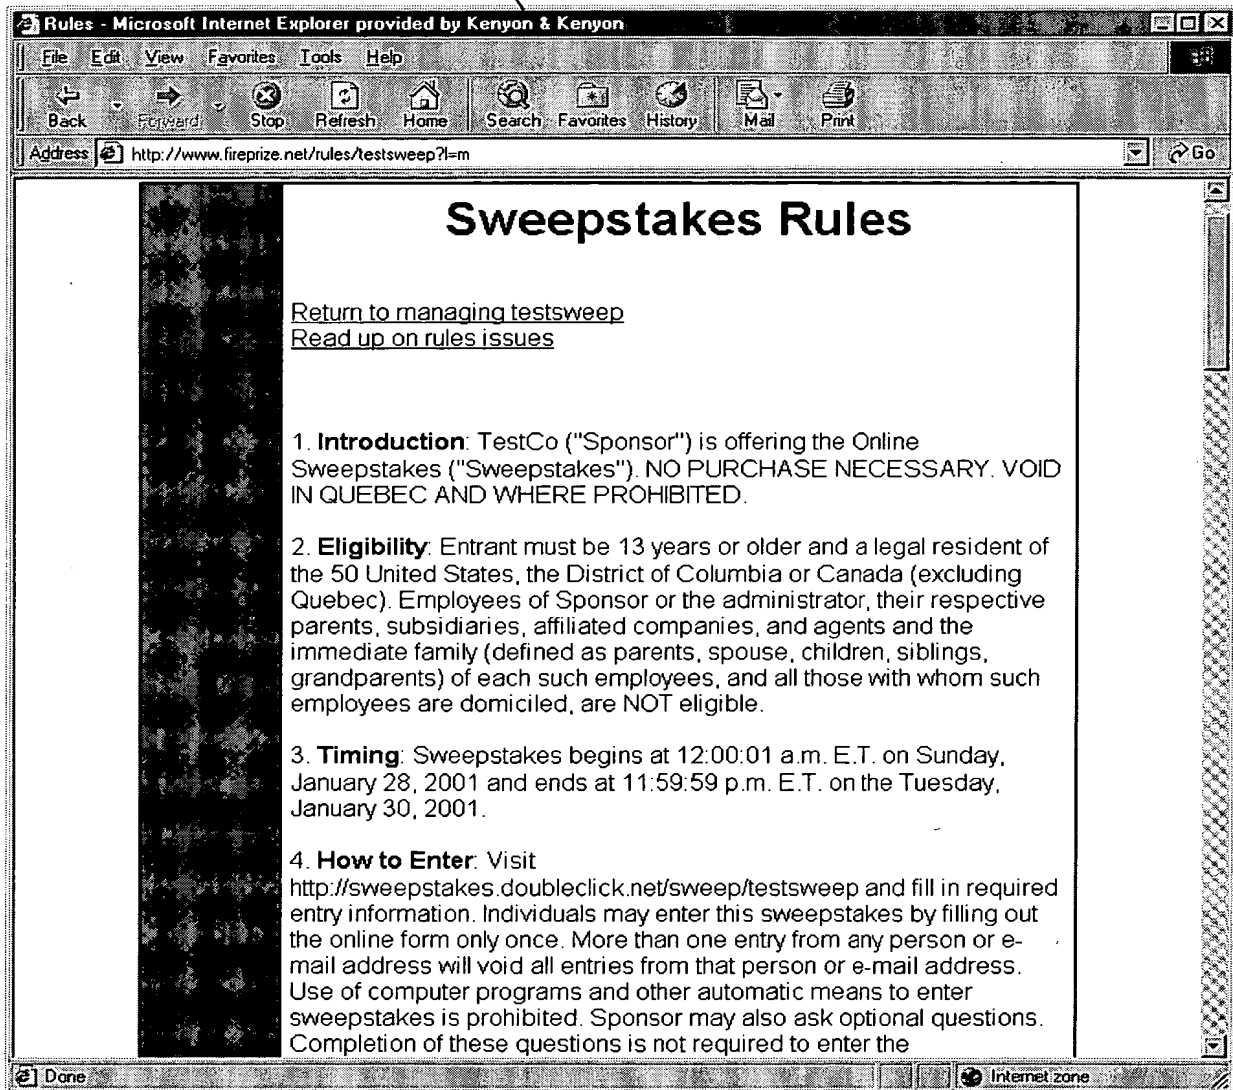 Rules - Microsoft Internet Explorer provided by Kenyon & Kenyon
File Edit View Favorites Tools Help
Back Forward Stop Refresh Home Search Favorites History Mail Print
Address http://www.fireprize.net/rules/testsweep?l=m Go
Sweepstakes Rules
Return to managing testsweep
Read up on rules issues
1. Introduction: TestCo ("Sponsor") is offering the Online
Sweepstakes ("Sweepstakes"). NO PURCHASE NECESSARY. VOID
IN QUEBEC AND WHERE PROHIBITED.
2. Eligibility: Entrant must be 13 years or older and a legal resident of
the 50 United States, the District of Columbia or Canada (excluding
Quebec). Employees of Sponsor or the administrator, their respective
parents, subsidiaries, affiliated companies, and agents and the
immediate family (defined as parents, spouse, children, siblings,
grandparents) of each such employees, and all those with whom such
employees are domiciled, are NOT eligible.
3. Timing: Sweepstakes begins at 12:00:01 a.m. E.T. on Sunday,
January 28, 2001 and ends at 11:59:59 p.m. E.T. on the Tuesday,
January 30, 2001.
4. How to Enter: Visit
http://sweepstakes.doubleclick.net/sweep/testsweep and fill in required
entry information. Individuals may enter this sweepstakes by filling out
the online form only once. More than one entry from any person or e-
mail address will void all entries from that person or e-mail address.
Use of computer programs and other automatic means to enter
sweepstakes is prohibited. Sponsor may also ask optional questions.
Completion of these questions is not required to enter the
Done Internet zone